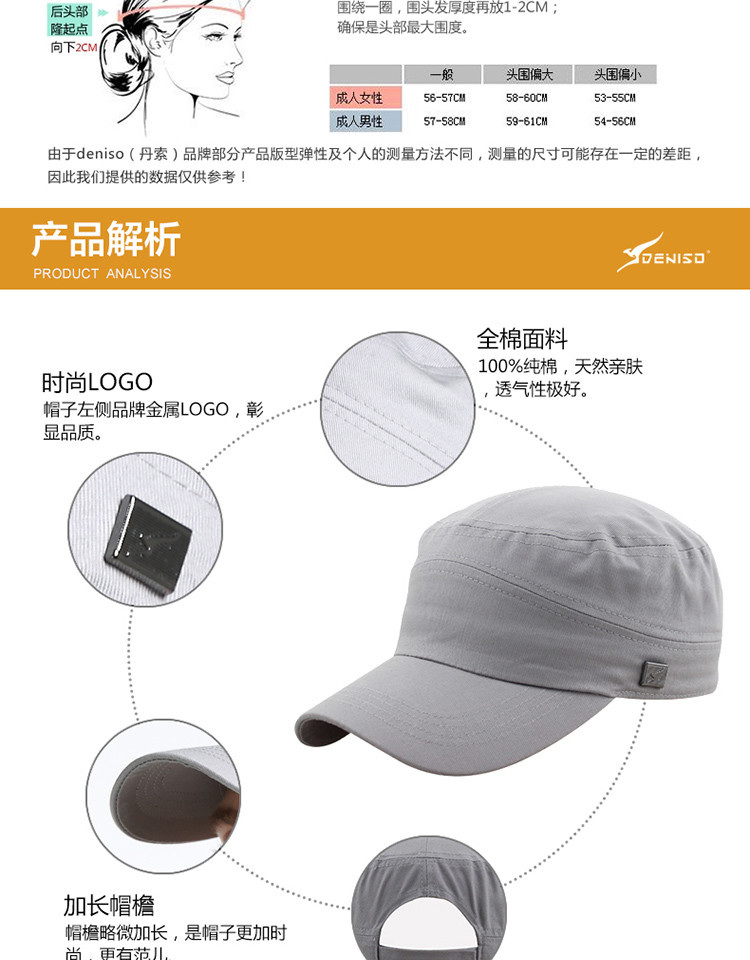 后头部
隆起点
向下2CM
围绕一圈，围头发厚度再放1-2CM；
确保是头部最大围度。
一般 头围偏大 头围偏小
成人女性 56-57CM 58-60CM 53-55CM
成人男性 57-58CM 59-61CM 54-56CM
由于deniso（丹索）品牌部分产品版型弹性及个人的测量方法不同，测量的尺寸可能存在一定的差距，
因此我们提供的数据仅供参考！
产品解析
PRODUCT ANALYSIS
DENISO
全棉面料
100%纯棉，天然亲肤
，透气性极好。
时尚LOGO
帽子左侧品牌金属LOGO，彰
显品质。
加长帽檐
帽檐略微加长，是帽子更加时
尚，更有范儿